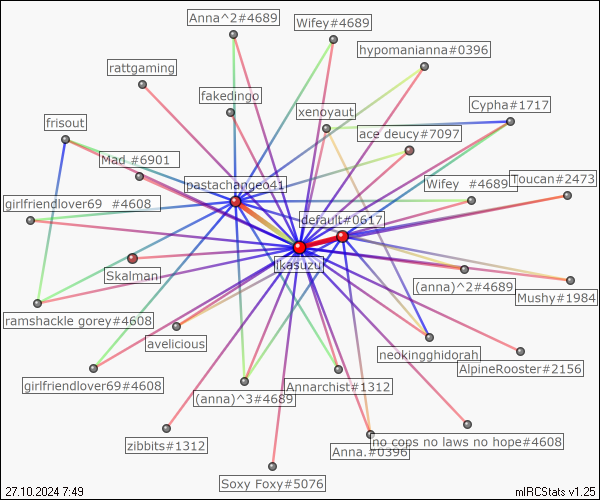 Anna^2#4689
Wifey#4689
hypomanianna#0396
rattgaming
fakedingo
xenoyaut
Cypha#1717
frisout
ace deucy#7097
Mad #6901
pastachangeo41
Wifey #4689
Toucan#2473
girlfriendlover69 #4608
default#0617
Skalman
ikasuzu
(anna)^2#4689
Mushy#1984
ramshackle gorey#4608
avelicious
neokingghidorah
AlpineRooster#2156
girlfriendlover69#4608
(anna)^3#4689
Annarchist#1312
zibbits#1312
Anna.#0396
no cops no laws no hope#4608
Soxy Foxy#5076
27.10.2024 7:49
mIRCStats v1.25